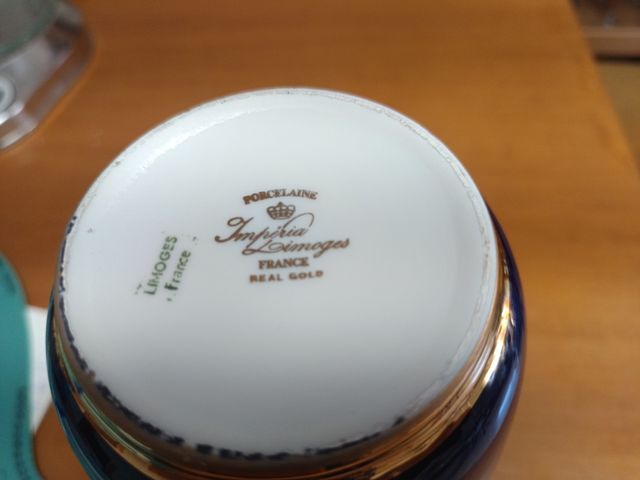 PORCELAINE
Impéria
Limoges
FRANCE
REAL GOLD
LIMOGES
France